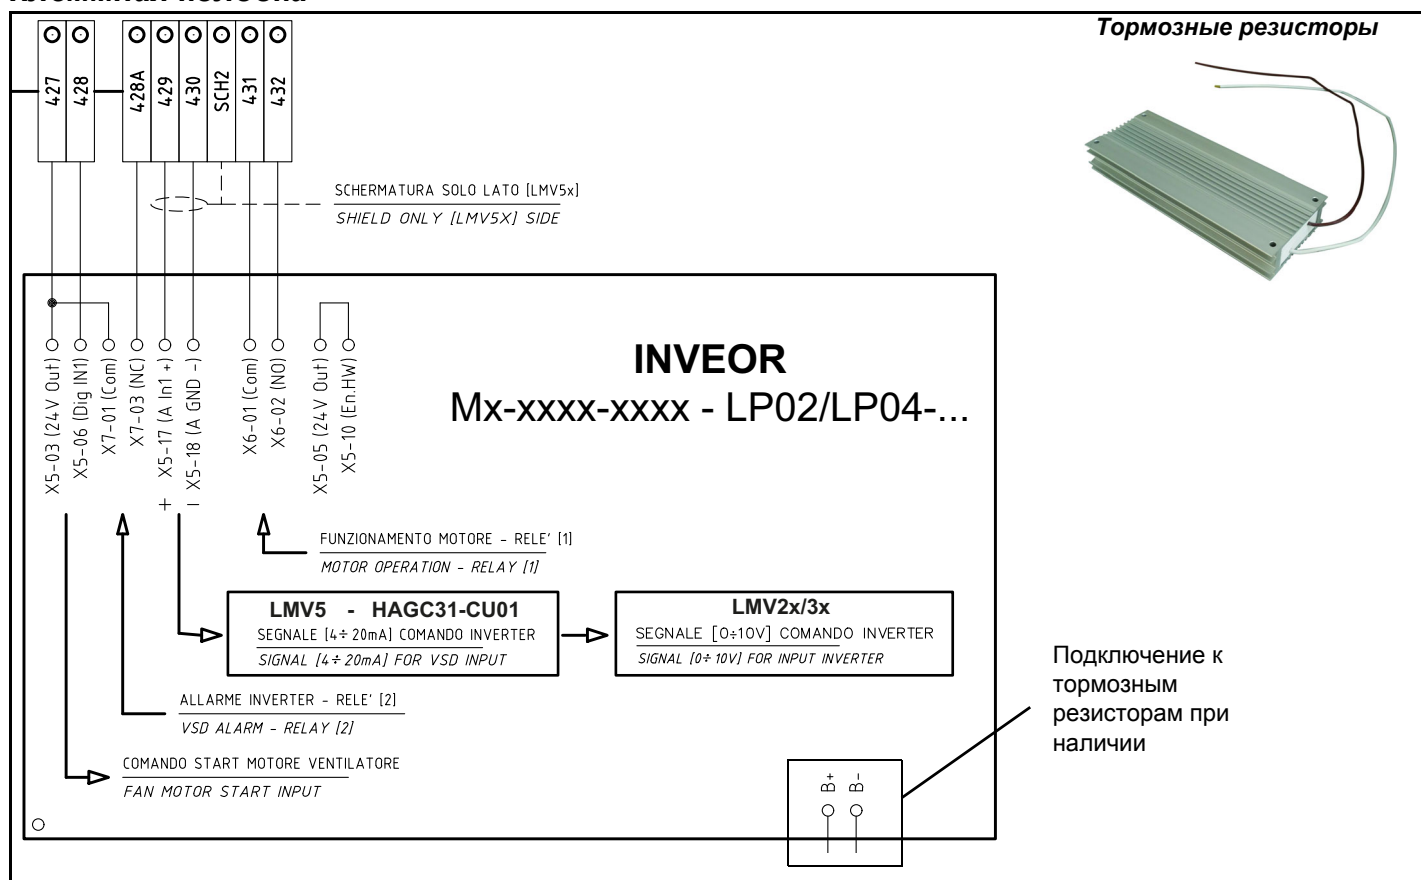 Тормозные резисторы
427
428
428A
429
430
SCH2
431
432
SCHERMATURA SOLO LATO [LMV5x]
SHIELD ONLY [LMV5X] SIDE
X5-03 (24V Out)
X5-06 (Dig IN1)
X7-01 (Com)
X7-03 (NC)
+ X5-17 (A In1 +)
– X5-18 (A GND -)
X6-01 (Com)
X6-02 (NO)
X5-05 (24V Out)
X5-10 (En.HW)
INVEOR
Mx-xxxx-xxxx - LP02/LP04-...
FUNZIONAMENTO MOTORE - RELE' [1]
MOTOR OPERATION - RELAY [1]
LMV5 - HAGC31-CU01
SEGNALE [4÷20mA] COMANDO INVERTER
SIGNAL [4÷20mA] FOR VSD INPUT
LMV2x/3x
SEGNALE [0÷10V] COMANDO INVERTER
SIGNAL [0÷10V] FOR INPUT INVERTER
ALLARME INVERTER - RELE' [2]
VSD ALARM - RELAY [2]
COMANDO START MOTORE VENTILATORE
FAN MOTOR START INPUT
Подключение к
тормозным
резисторам при
наличии
B+
B-